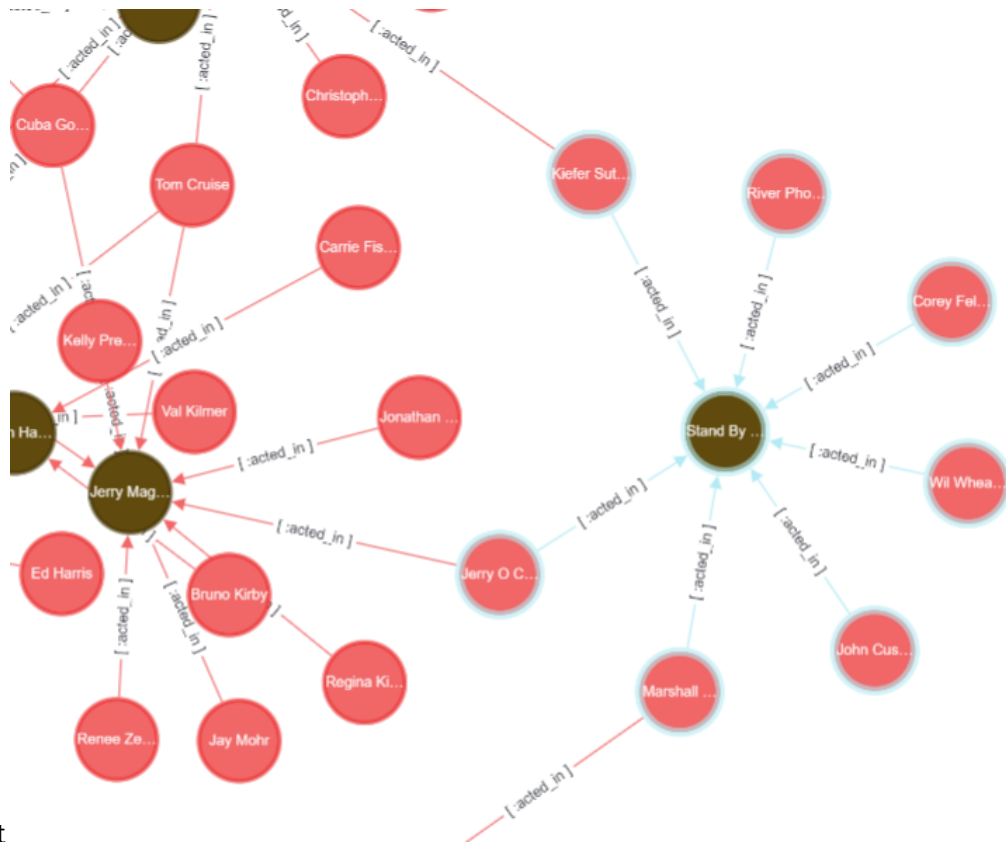 [ :acted_in ]
[ :acted_in ]
Christoph...
Cuba Go...
Tom Cruise
Kiefer Sut...
River Pho...
Carrie Fis...
[ :acted_in ]
[ :acted_in ]
Corey Fel...
:acted_in ]
Kelly Pre...
[ :acted_in ]
[ :acted_in ]
Val Kilmer
Jonathan ...
Stand By ...
n Ha...
in ]
[ :acted_in ]
[ :acted_in ]
Wil Whea...
Jerry Mag...
[ :acted_in ]
[ :acted_in ]
Ed Harris
Bruno Kirby
Jerry O C...
[ :acted_in ]
[ :acted_in ]
[ :acted_in ]
[ :acted_in ]
Regina Ki...
Marshall ...
John Cus...
Renee Ze...
Jay Mohr
[ :acted_in ]
t